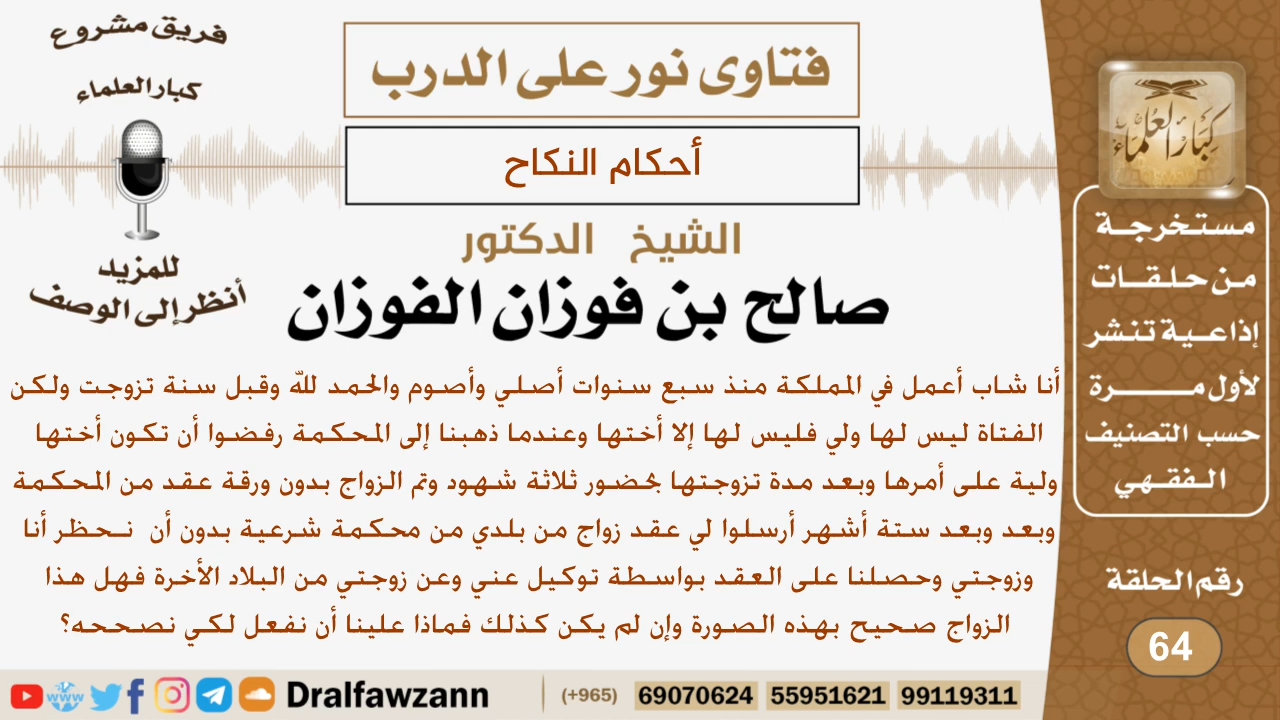 فريق مشروع
كبار العلماء
فتاوى نور على الدرب
أحكام النكاح
الشيخ الدكتور
صالح بن فوزان الفوزان
للمزيد
أنظر إلى الوصف
أنا شاب أعمل في المملكة منذ سبع سنوات أصلي وأصوم والحمد لله وقبل سنة تزوجت ولكن
الفتاة ليس لها ولي فليس لها إلا أختها وعندما ذهبنا إلى المحكمة رفضوا أن تكون أختها
ولية على أمرها وبعد مدة تزوجتها بحضور ثلاثة شهود وتم الزواج بدون ورقة عقد من المحكمة
وبعد وبعد ستة أشهر أرسلوا لي عقد زواج من بلدي من محكمة شرعية بدون أن نحظر أنا
وزوجتي وحصلنا على العقد بواسطة توكيل عني وعن زوجتي من البلاد الأخرة فهل هذا
الزواج صحيح بهذه الصورة وإن لم يكن كذلك فماذا علينا أن نفعل لكي نصححه؟
كبار العلماء
مستخرجة
من حلقات
إذاعية تنشر
لأول مرة
حسب التصنيف
الفقهي
رقم الحلقة
64
www Dralfawzann (+965) 69070624 55951621 99119311